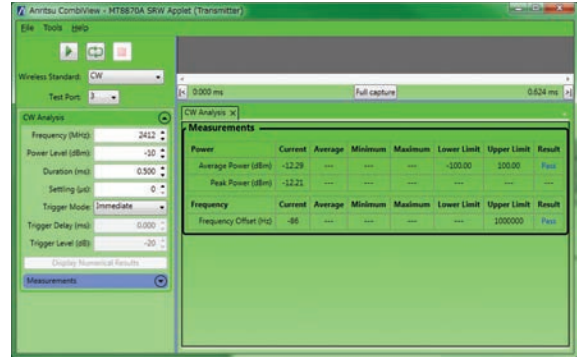 Anritsu CombiView - MT8870A SRW Applet (Transmitter)
File Tools Help
Wireless Standard: CW
Test Port: 3
0.000 ms Full capture 0.624 ms
CW Analysis
Frequency (MHz): 2412
Power Level (dBm): -10
Duration (ms): 0.500
Settling (µs): 0
Trigger Mode: Immediate
Trigger Delay (ms): 0.000
Trigger Level (dB): -20
Display Numerical Results
Measurements
CW Analysis X
Measurements
Power Current Average Minimum Maximum Lower Limit Upper Limit Result
Average Power (dBm) -12.29 --- --- --- -100.00 100.00 Pass
Peak Power (dBm) -12.21 --- --- --- --- --- ---
Frequency Current Average Minimum Maximum Lower Limit Upper Limit Result
Frequency Offset (Hz) -86 --- --- --- --- 1000000 Pass